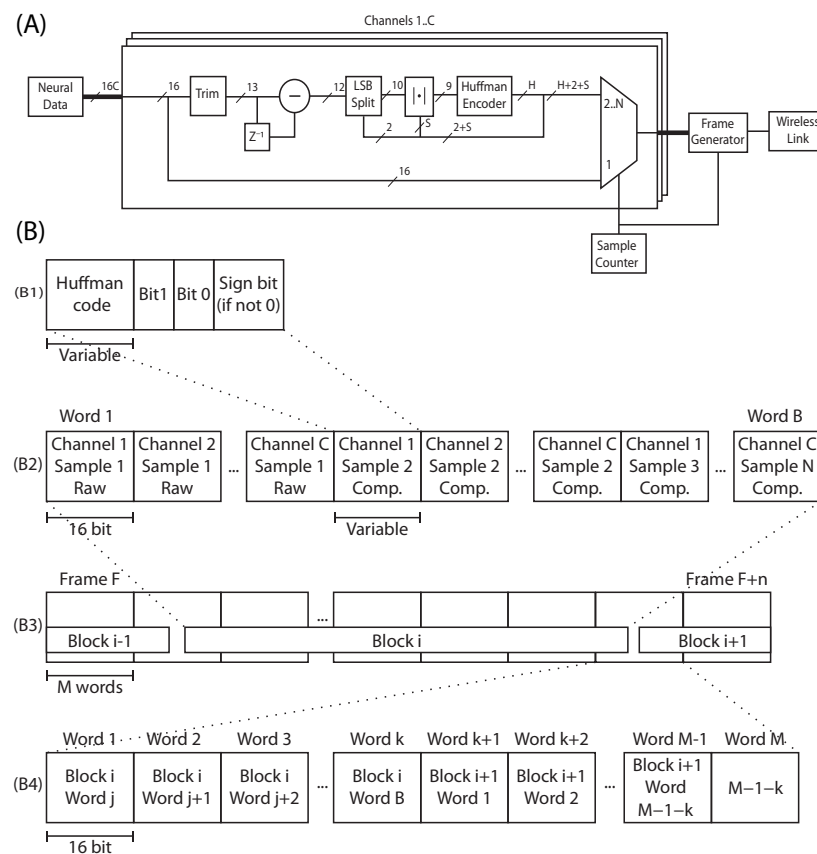 (A)
Channels 1..C
Neural
Data
16C
16
Trim
13
Z⁻¹
−
12
LSB
Split
10
|•|
9
Huffman
Encoder
H
H+2+S
S
2
2+S
16
2..N
1
Frame
Generator
Wireless
Link
Sample
Counter
(B)
(B1)
Huffman
code
Bit1
Bit 0
Sign bit
(if not 0)
Variable
Word 1
Word B
(B2)
Channel 1
Sample 1
Raw
Channel 2
Sample 1
Raw
...
Channel C
Sample 1
Raw
Channel 1
Sample 2
Comp.
Channel 2
Sample 2
Comp.
...
Channel C
Sample 2
Comp.
Channel 1
Sample 3
Comp.
...
Channel C
Sample N
Comp.
16 bit
Variable
Frame F
Frame F+n
(B3)
...
Block i-1
Block i
Block i+1
M words
Word 1
Word 2
Word 3
Word k
Word k+1
Word k+2
Word M-1
Word M
(B4)
Block i
Word j
Block i
Word j+1
Block i
Word j+2
...
Block i
Word B
Block i+1
Word 1
Block i+1
Word 2
...
Block i+1
Word
M−1−k
M−1−k
16 bit